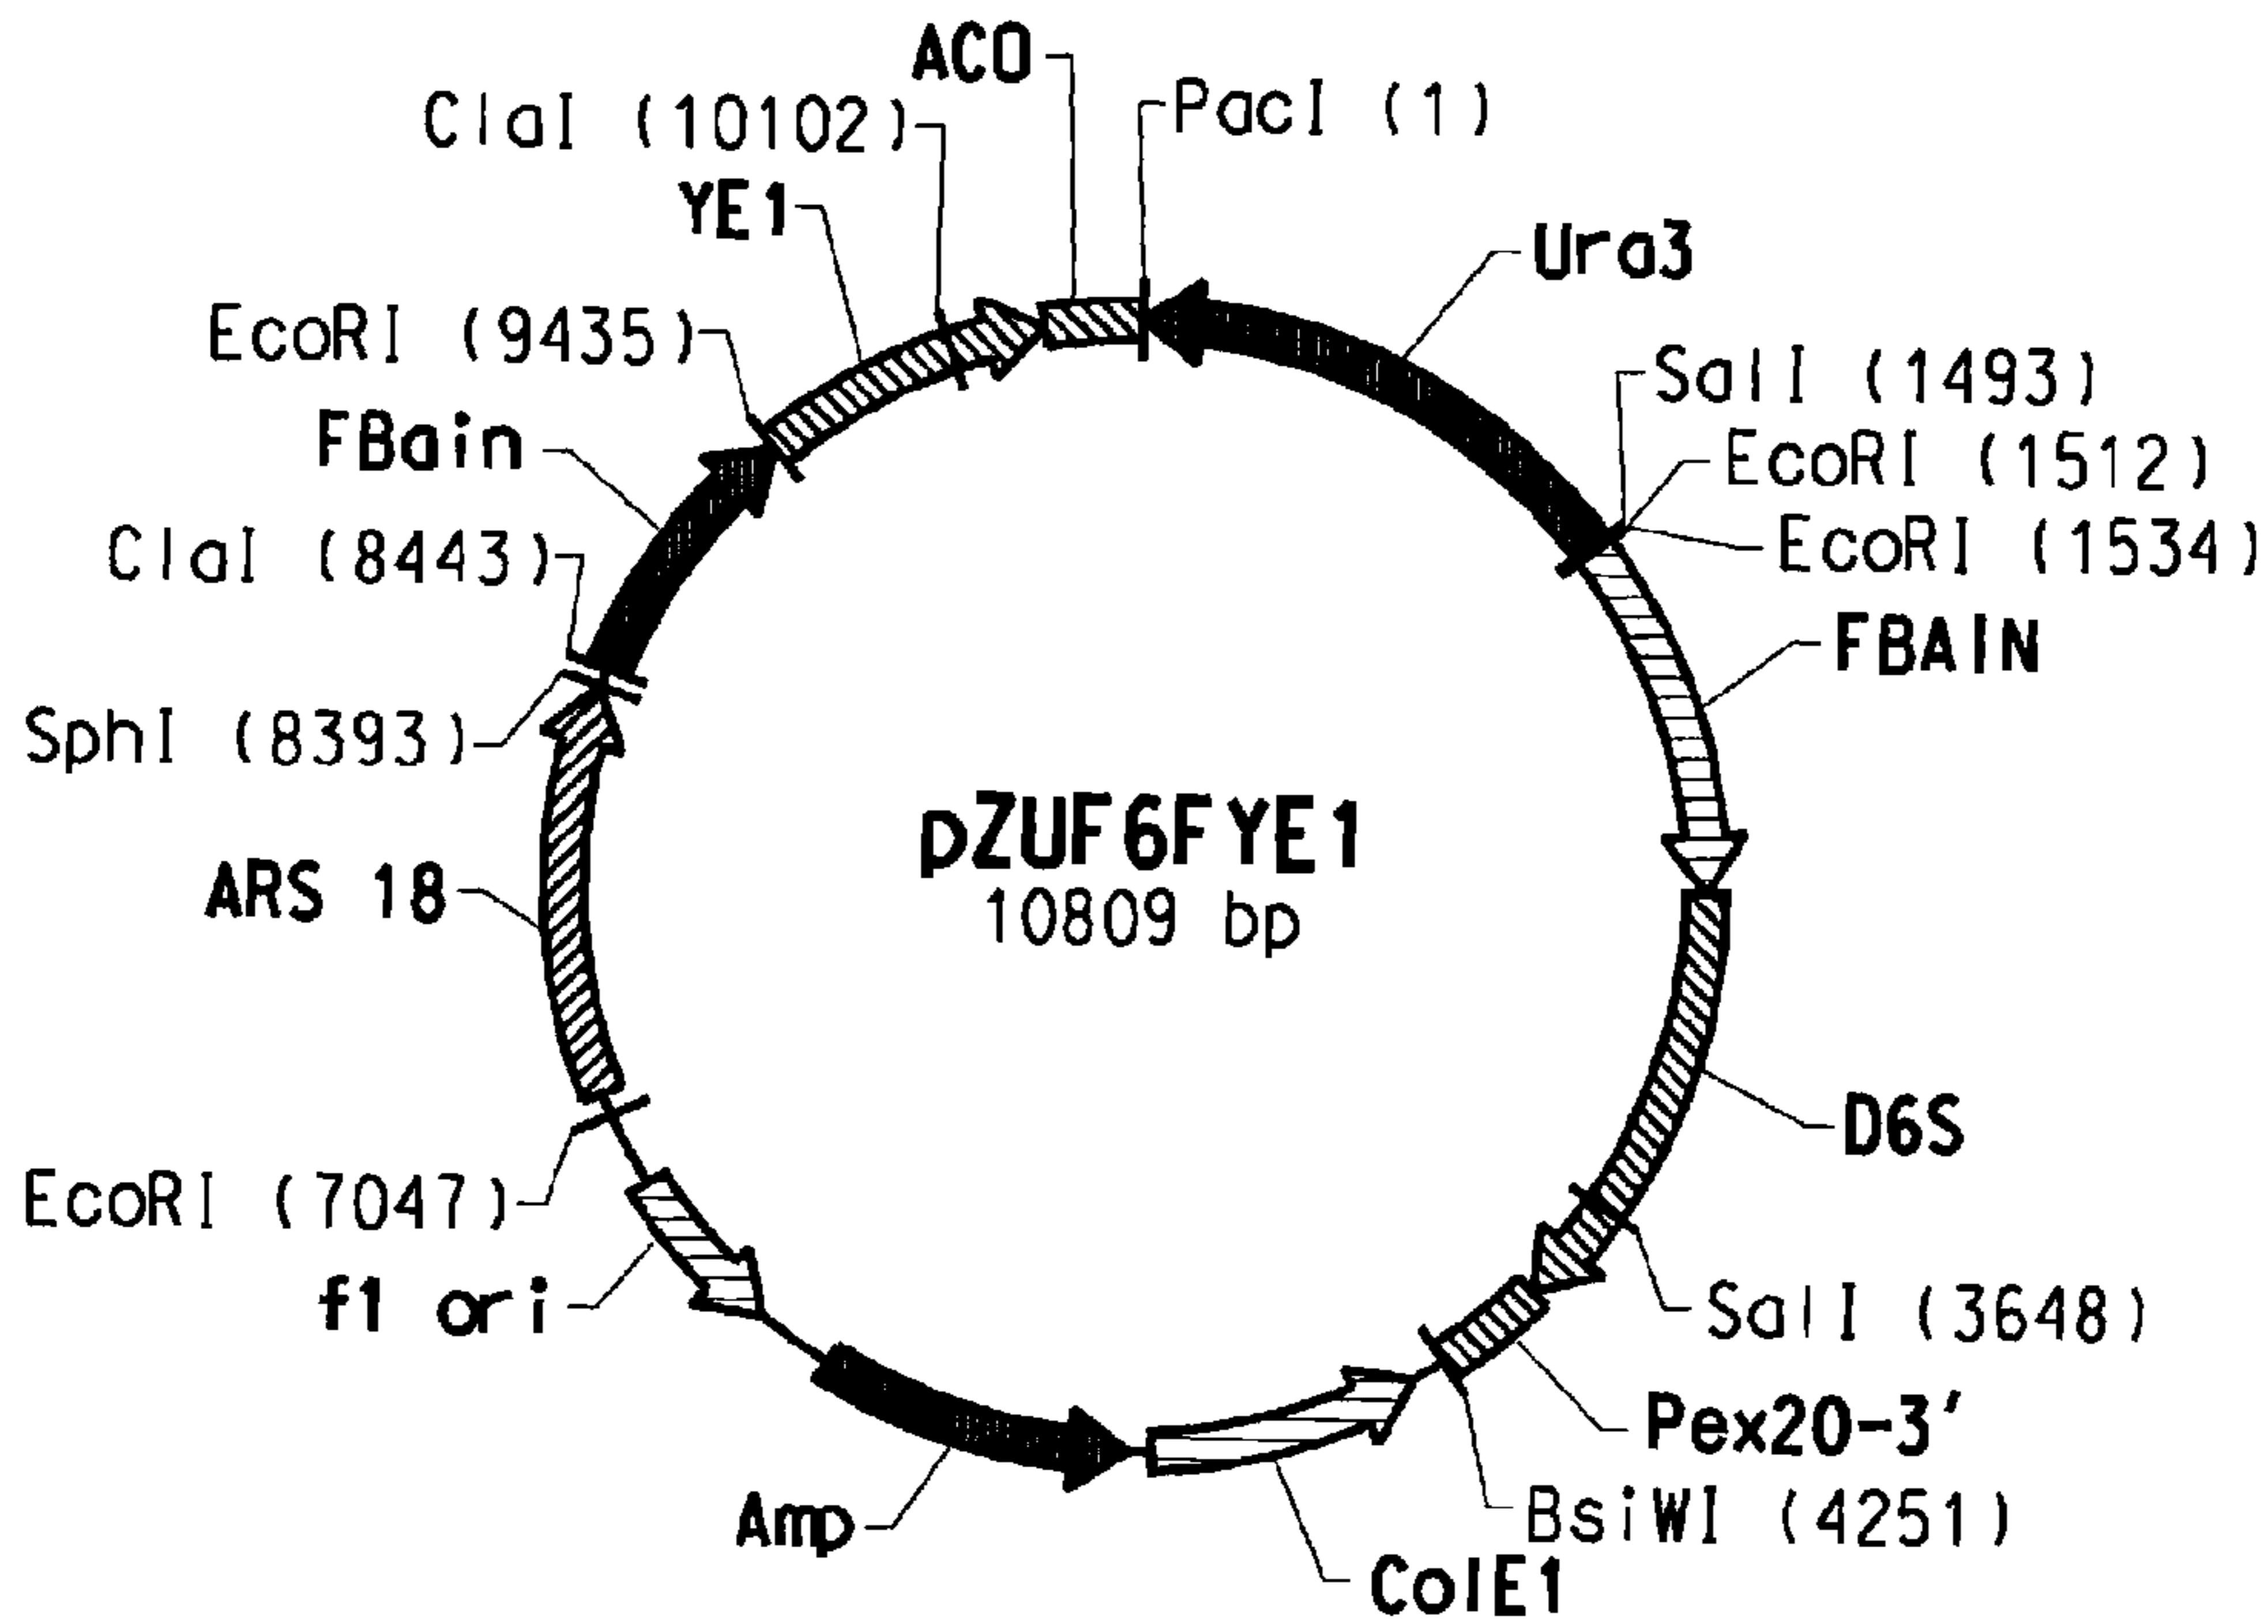 ACO
PacI (1)
ClaI (10102)
YE1
Ura3
EcoRI (9435)
SalI (1493)
FBain
EcoRI (1512)
ClaI (8443)
EcoRI (1534)
FBAIN
SphI (8393)
pZUF6FYE1
10809 bp
ARS 18
D6S
EcoRI (7047)
f1 ori
SalI (3648)
Pex20-3'
Amp
BsiWI (4251)
ColE1